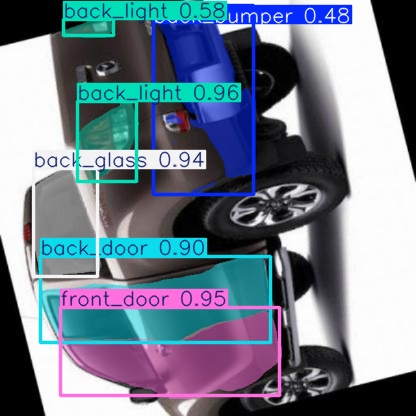 back_light 0.58
back_bumper 0.48
back_light 0.96
back_glass 0.94
back_door 0.90
front_door 0.95